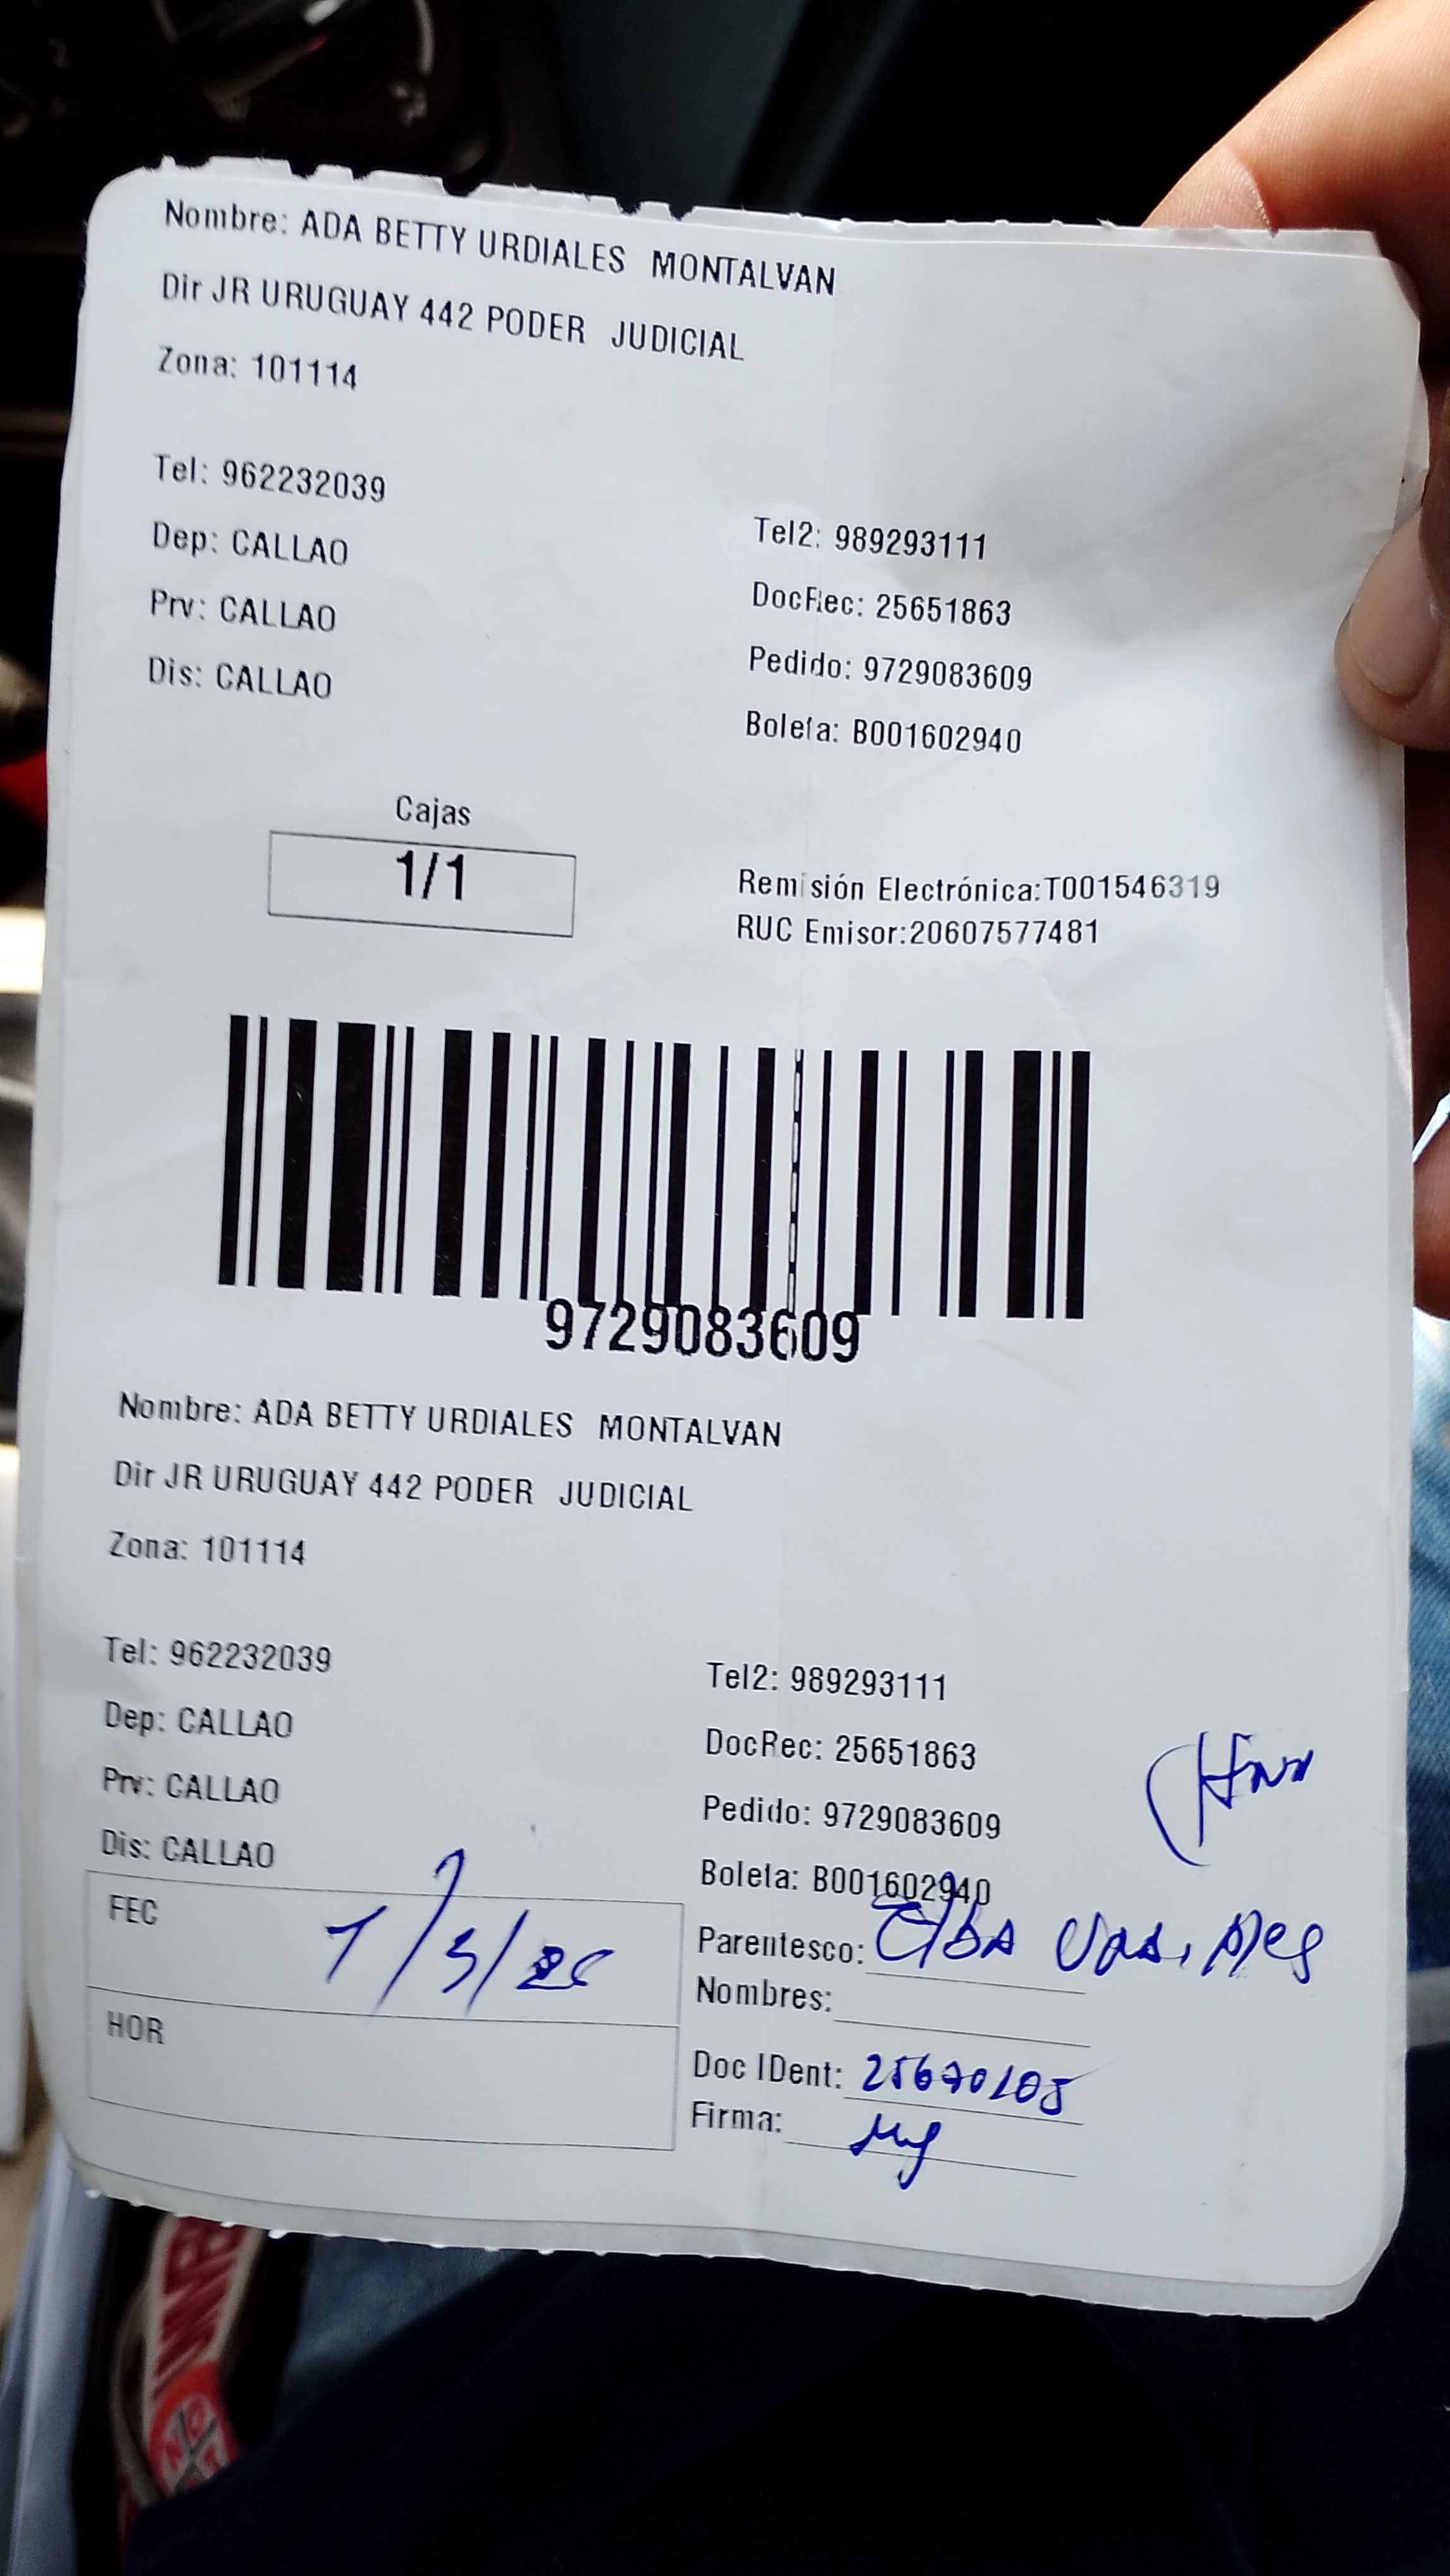 Nombre: ADA BETTY URDIALES MONTALVAN
Dir JR URUGUAY 442 PODER JUDICIAL
Zona: 101114
Tel: 962232039
Tel2: 989293111
Dep: CALLAO
DocRec: 25651863
Prv: CALLAO
Pedido: 9729083609
Dis: CALLAO
Boleta: B001602940
Cajas
1/1
Remisión Electrónica:T001546319
RUC Emisor:20607577481
9729083609
Nombre: ADA BETTY URDIALES MONTALVAN
Dir JR URUGUAY 442 PODER JUDICIAL
Zona: 101114
Tel: 962232039
Tel2: 989293111
Dep: CALLAO
DocRec: 25651863
Prv: CALLAO
Pedido: 9729083609
Dis: CALLAO
Boleta: B001602940
FEC
Parentesco:
Nombres:
HOR
Doc IDent:
Firma: